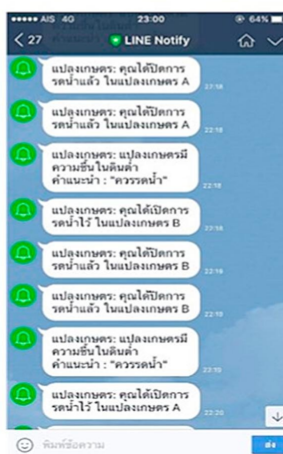 AIS 4G 23:00 64%
27 LINE Notify
แปลงเกษตร: คุณได้ปิดการ
รดน้ำแล้ว ในแปลงเกษตร A
22:18
แปลงเกษตร: คุณได้ปิดการ
รดน้ำแล้ว ในแปลงเกษตร A
22:18
แปลงเกษตร: แปลงเกษตรมี
ความชื้นในดินต่ำ
คำแนะนำ : "ควรรดน้ำ"
22:18
แปลงเกษตร: คุณได้เปิดการ
รดน้ำไว้ ในแปลงเกษตร B
22:18
แปลงเกษตร: คุณได้ปิดการ
รดน้ำแล้ว ในแปลงเกษตร B
22:19
แปลงเกษตร: คุณได้ปิดการ
รดน้ำแล้ว ในแปลงเกษตร B
22:19
แปลงเกษตร: แปลงเกษตรมี
ความชื้นในดินต่ำ
คำแนะนำ : "ควรรดน้ำ"
22:19
แปลงเกษตร: คุณได้เปิดการ
รดน้ำไว้ ในแปลงเกษตร A
22:20
พิมพ์ข้อความ
ส่ง